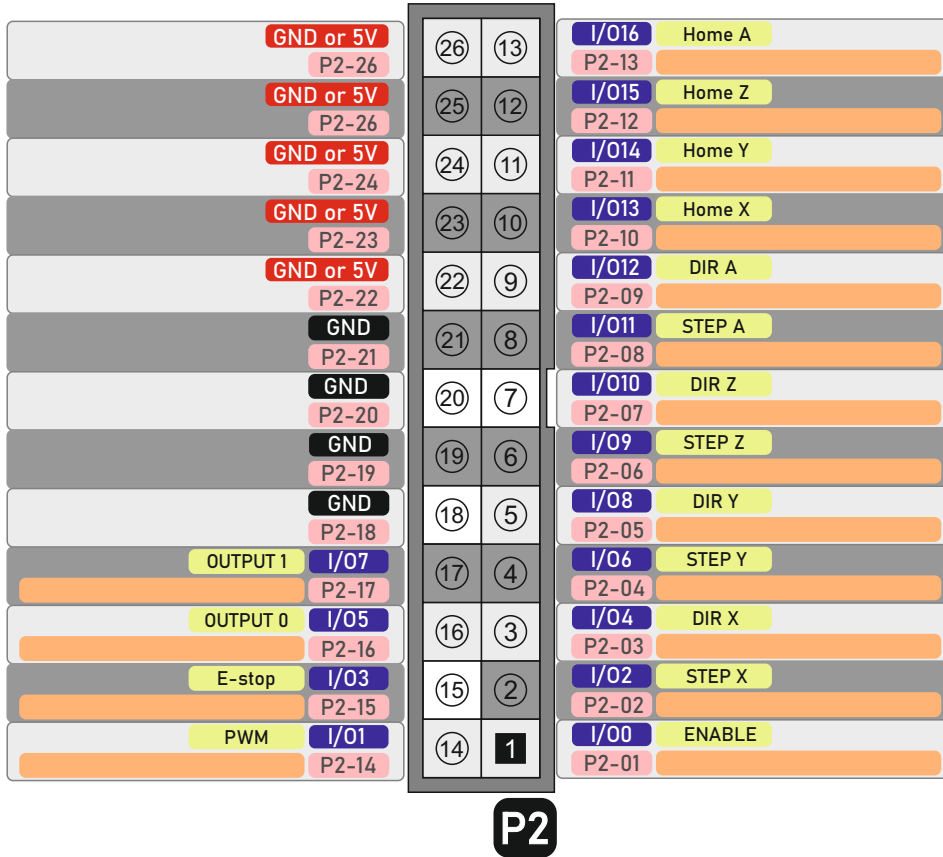 GND or 5V 26 13 I/O16 Home A
P2-26 P2-13
GND or 5V 25 12 I/O15 Home Z
P2-26 P2-12
GND or 5V 24 11 I/O14 Home Y
P2-24 P2-11
GND or 5V 23 10 I/O13 Home X
P2-23 P2-10
GND or 5V 22 9 I/O12 DIR A
P2-22 P2-09
GND 21 8 I/O11 STEP A
P2-21 P2-08
GND 20 7 I/O10 DIR Z
P2-20 P2-07
GND 19 6 I/O9 STEP Z
P2-19 P2-06
GND 18 5 I/O8 DIR Y
P2-18 P2-05
OUTPUT 1 I/O7 17 4 I/O6 STEP Y
P2-17 P2-04
OUTPUT 0 I/O5 16 3 I/O4 DIR X
P2-16 P2-03
E-stop I/O3 15 2 I/O2 STEP X
P2-15 P2-02
PWM I/O1 14 1 I/O0 ENABLE
P2-14 P2-01
P2